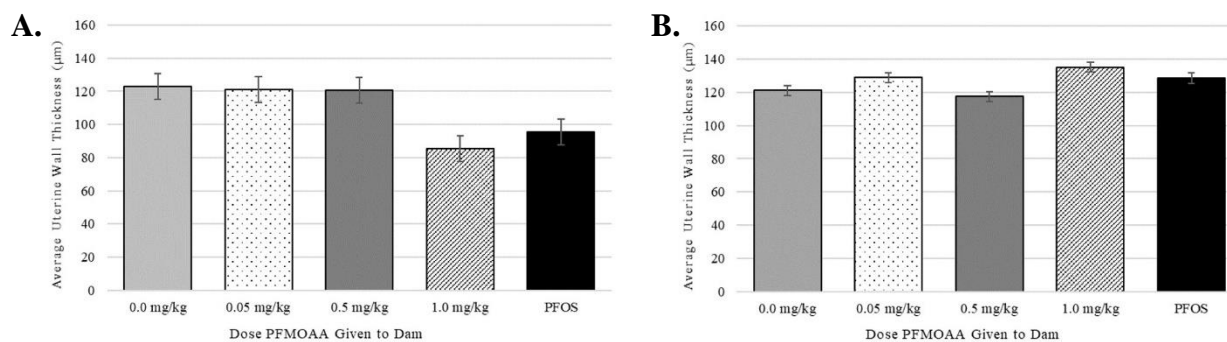 A.
160
140
120
100
80
60
40
20
0
Average Uterine Wall Thickness (μm)
0.0 mg/kg 0.05 mg/kg 0.5 mg/kg 1.0 mg/kg PFOS
Dose PFMOAA Given to Dam
B.
160
140
120
100
80
60
40
20
0
Average Uterine Wall Thickness (μm)
0.0 mg/kg 0.05 mg/kg 0.5 mg/kg 1.0 mg/kg PFOS
Dose PFMOAA Given to Dam